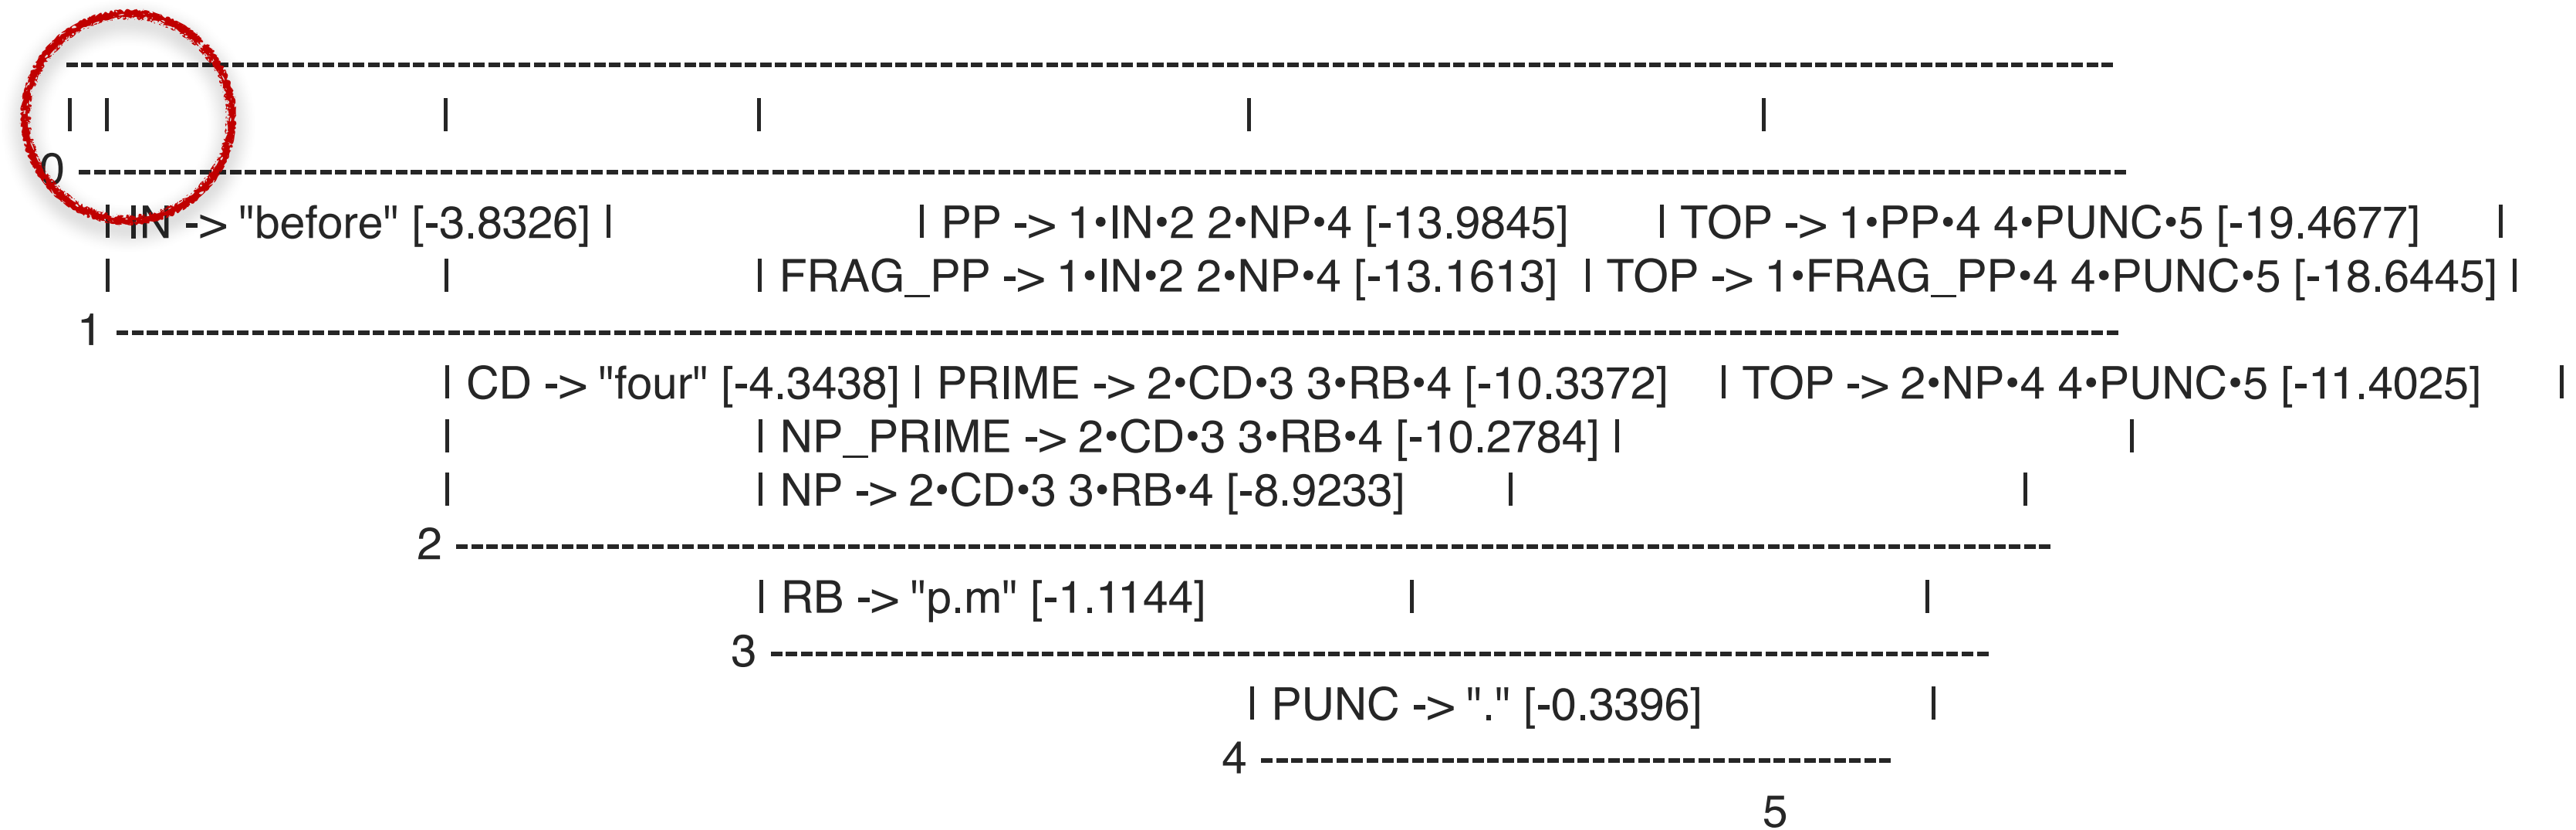 ---------------------------------------------------------------------------------------------------------------------------------------
| | | | | |
0 ---------------------------------------------------------------------------------------------------------------------------------------
| IN -> "before" [-3.8326] | | PP -> 1•IN•2 2•NP•4 [-13.9845] | TOP -> 1•PP•4 4•PUNC•5 [-19.4677] |
| | | FRAG_PP -> 1•IN•2 2•NP•4 [-13.1613] | TOP -> 1•FRAG_PP•4 4•PUNC•5 [-18.6445] |
1 ------------------------------------------------------------------------------------------------------------------------------------
| CD -> "four" [-4.3438] | PRIME -> 2•CD•3 3•RB•4 [-10.3372] | TOP -> 2•NP•4 4•PUNC•5 [-11.4025] |
| | NP_PRIME -> 2•CD•3 3•RB•4 [-10.2784] | |
| | NP -> 2•CD•3 3•RB•4 [-8.9233] | |
2 ---------------------------------------------------------------------------------------------------------
| RB -> "p.m" [-1.1144] | |
3 --------------------------------------------------------------------------------
| PUNC -> "." [-0.3396] |
4 ------------------------------------------
5